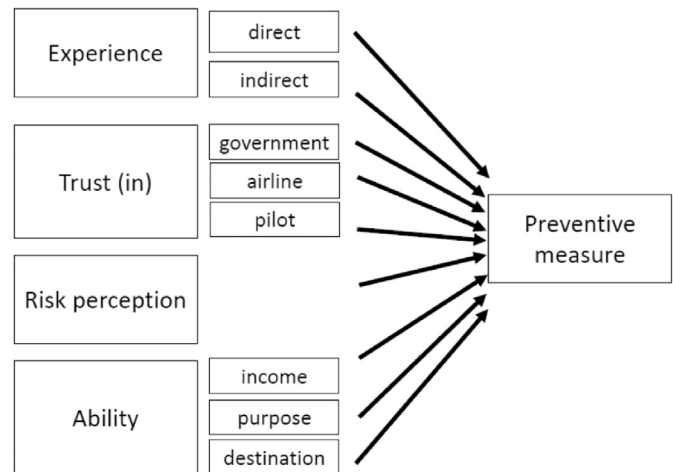 Experience
direct
indirect
Trust (in)
government
airline
pilot
Risk perception
Ability
income
purpose
destination
Preventive
measure